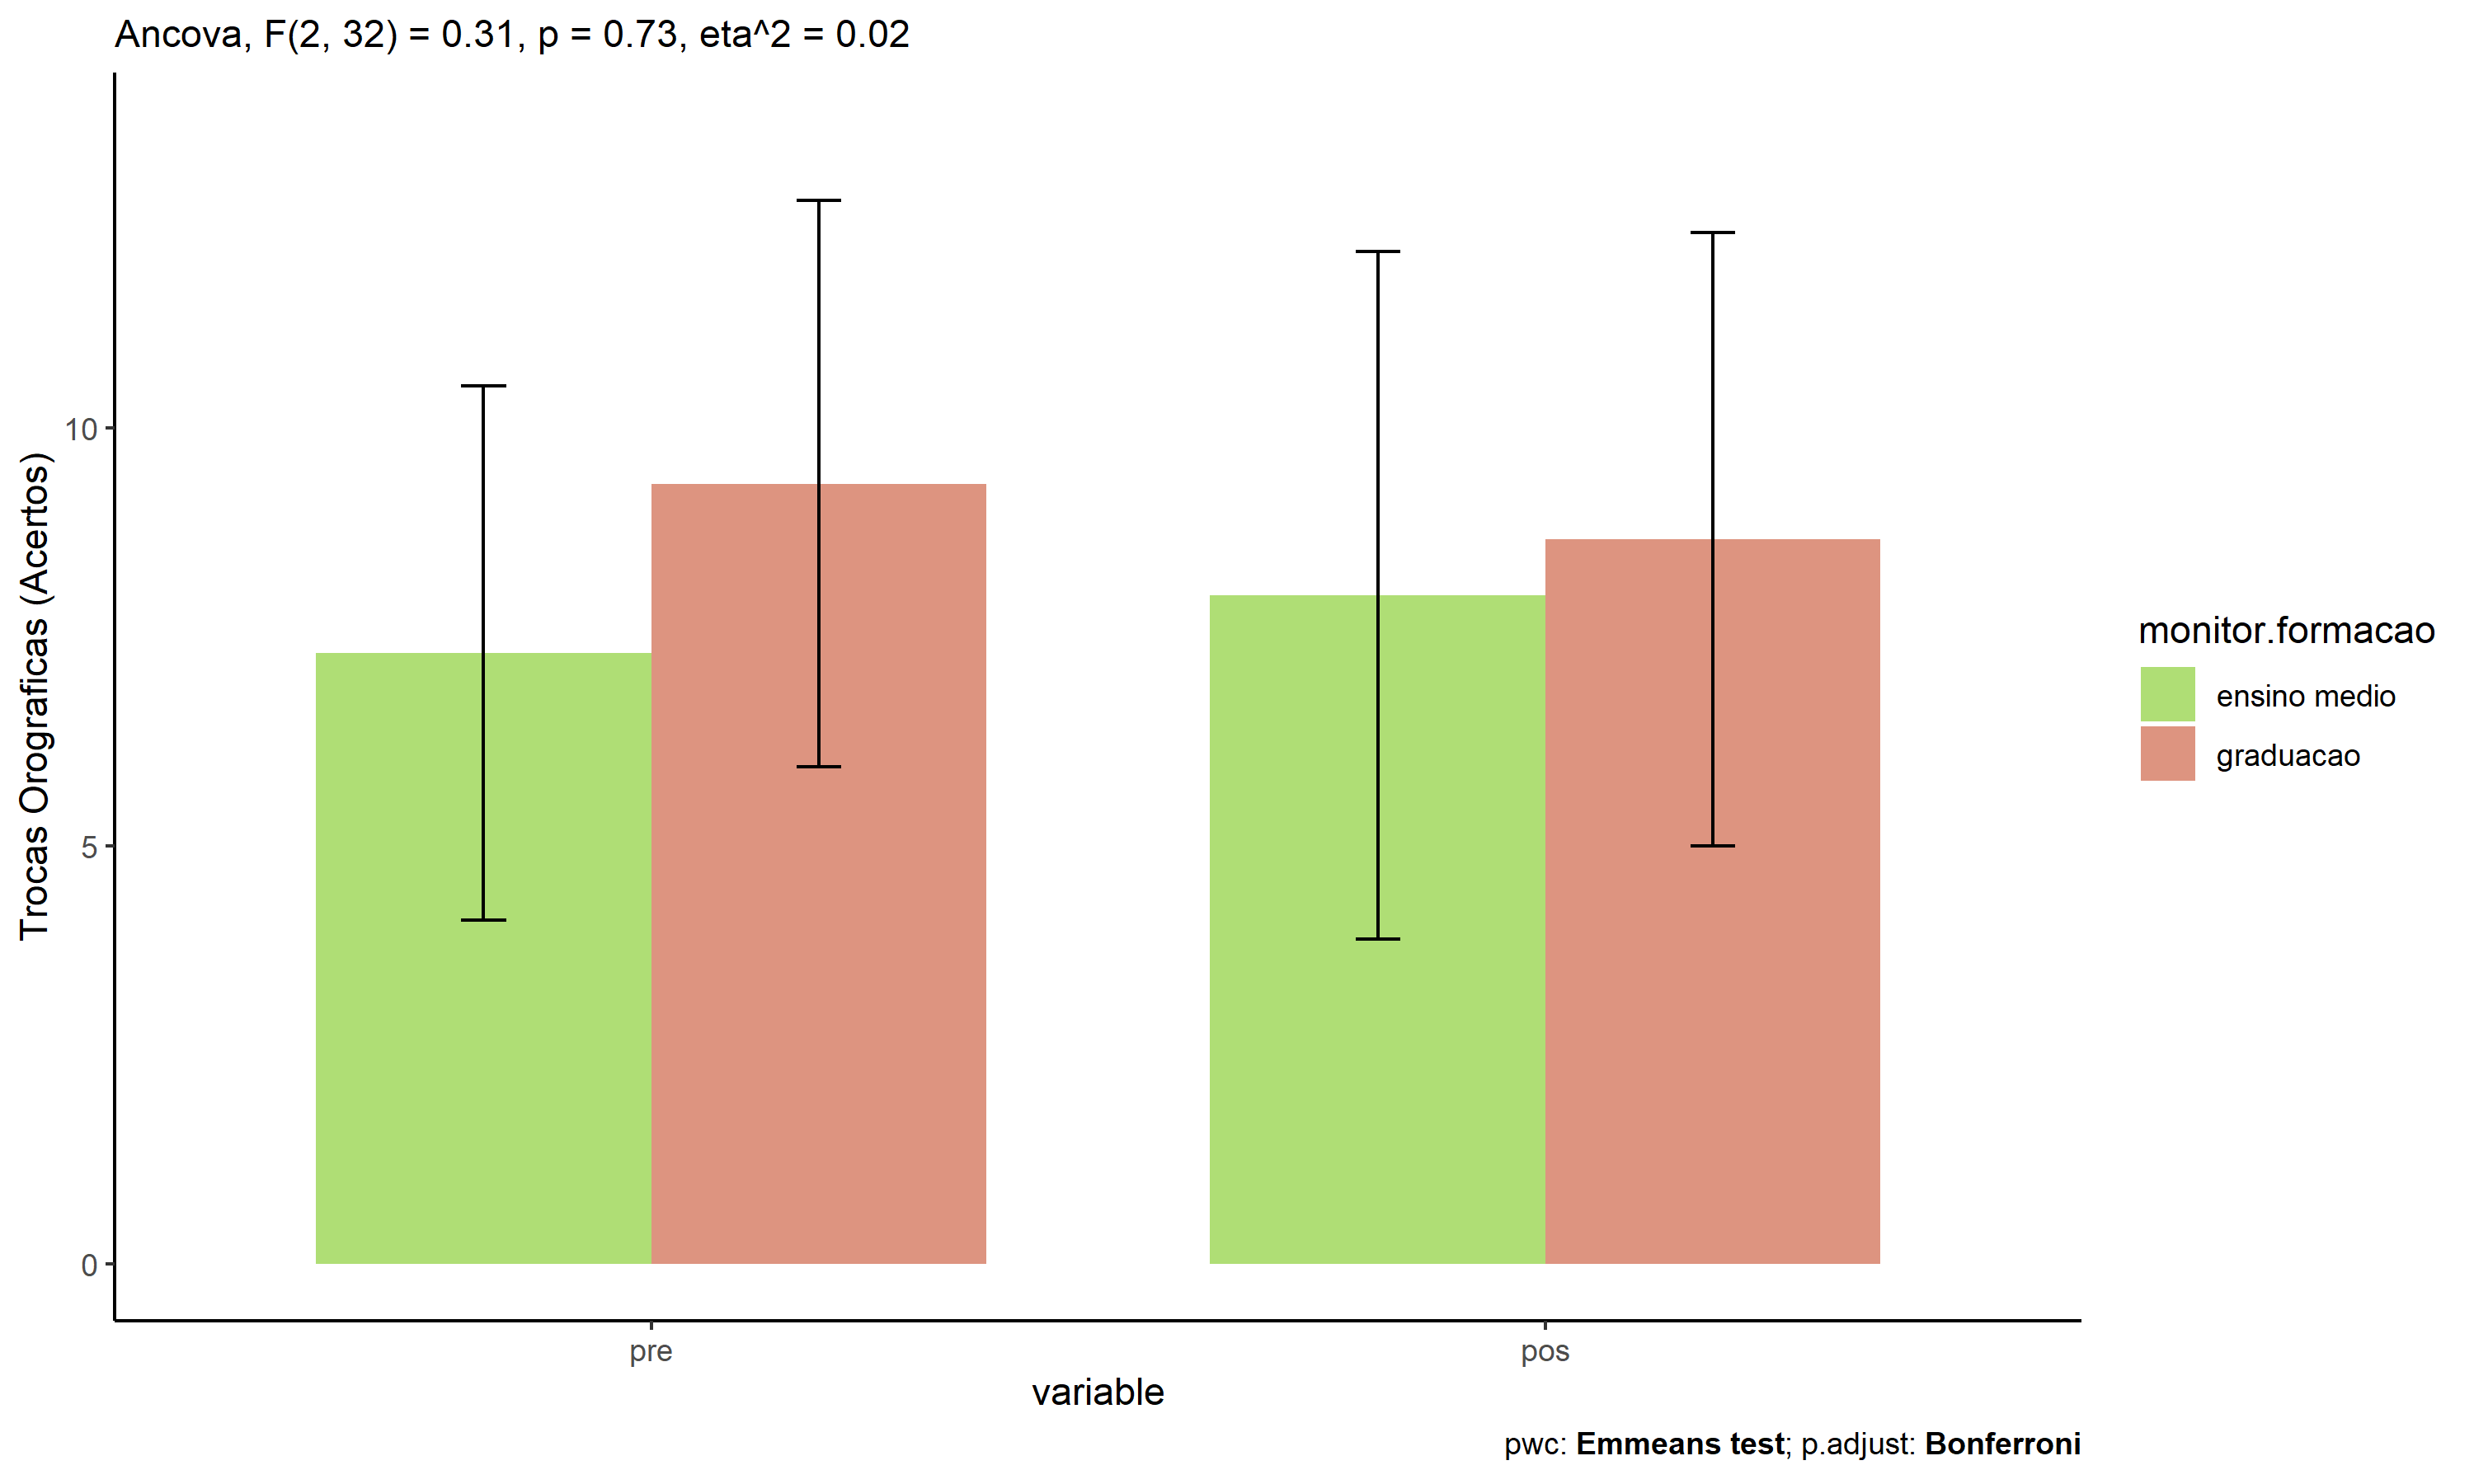 Ancova, F(2, 32) = 0.31, p = 0.73, eta^2 = 0.02
Trocas Orograficas (Acertos)
10
5
0
pre
pos
variable
monitor.formacao
ensino medio
graduacao
pwc: Emmeans test; p.adjust: Bonferroni